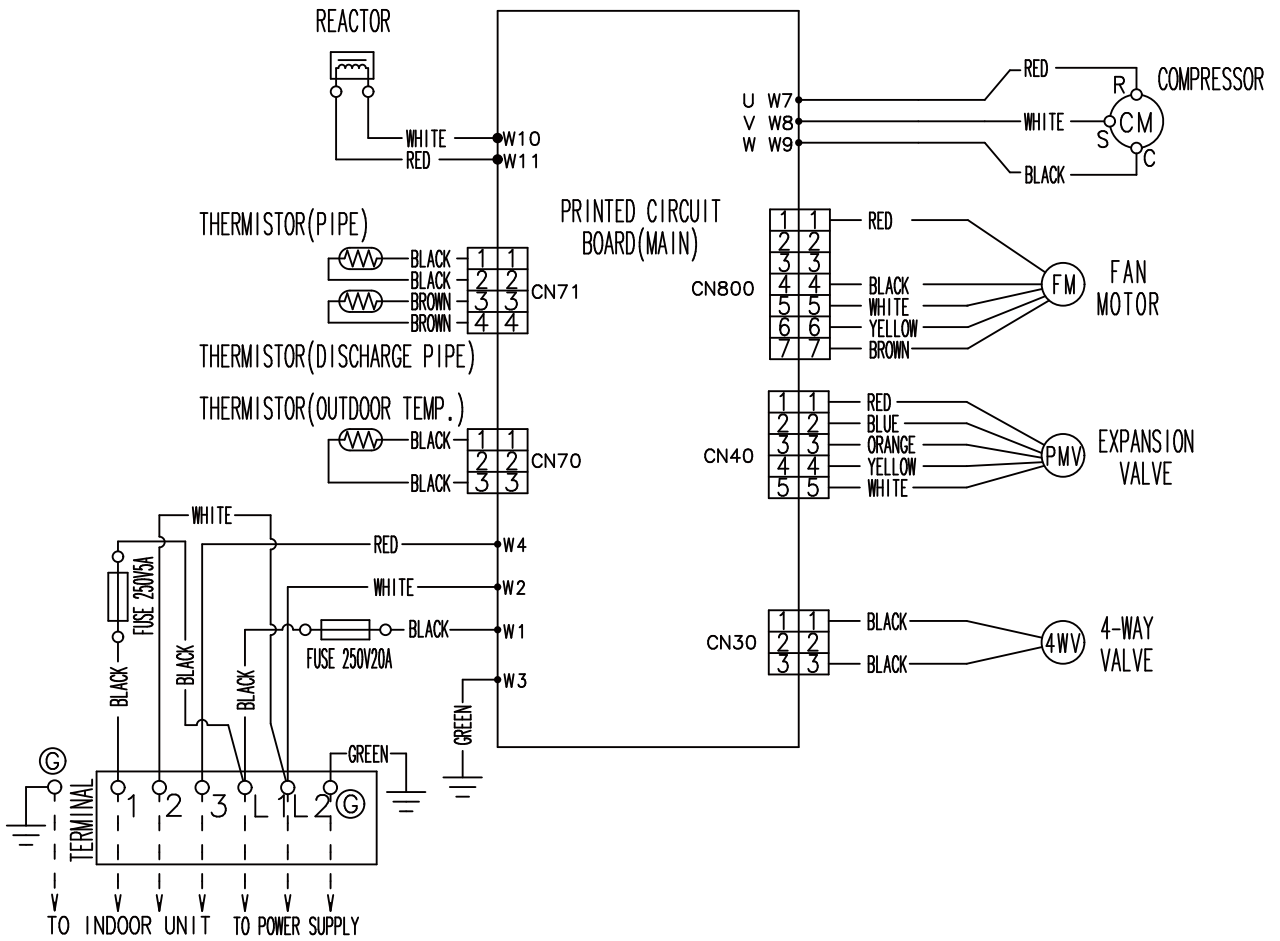 REACTOR
WHITE
RED
W10
W11
U W7
V W8
W W9
RED
WHITE
BLACK
R
S
C
CM
COMPRESSOR
PRINTED CIRCUIT
BOARD(MAIN)
THERMISTOR(PIPE)
BLACK 1 1
BLACK 2 2
BROWN 3 3
BROWN 4 4
CN71
THERMISTOR(DISCHARGE PIPE)
THERMISTOR(OUTDOOR TEMP.)
BLACK 1 1
2 2
BLACK 3 3
CN70
CN800
1 1 RED
2 2
3 3
4 4 BLACK
5 5 WHITE
6 6 YELLOW
7 7 BROWN
FM
FAN
MOTOR
CN40
1 1 RED
2 2 BLUE
3 3 ORANGE
4 4 YELLOW
5 5 WHITE
PMV
EXPANSION
VALVE
CN30
1 1 BLACK
2 2
3 3 BLACK
4WV
4-WAY
VALVE
WHITE
RED W4
WHITE W2
BLACK W1
W3
FUSE 250V5A
FUSE 250V20A
BLACK
BLACK
BLACK
GREEN
GREEN
G
TERMINAL
1 2 3 L 1 L 2 G
TO INDOOR UNIT
TO POWER SUPPLY